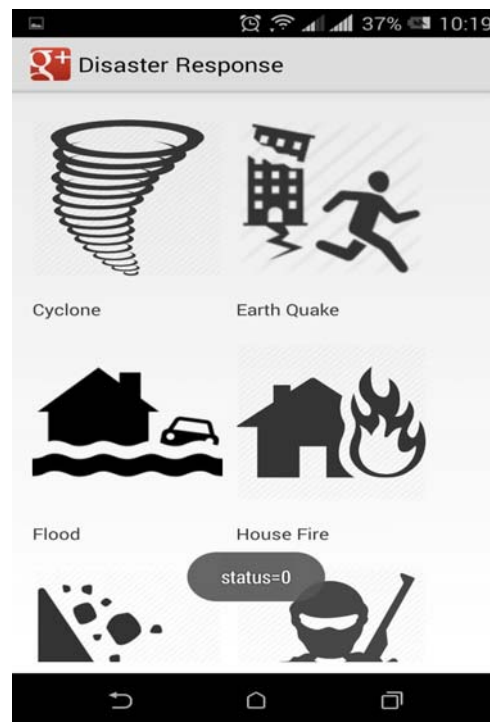 37% 10:19
g+ Disaster Response
Cyclone Earth Quake
Flood House Fire
status=0